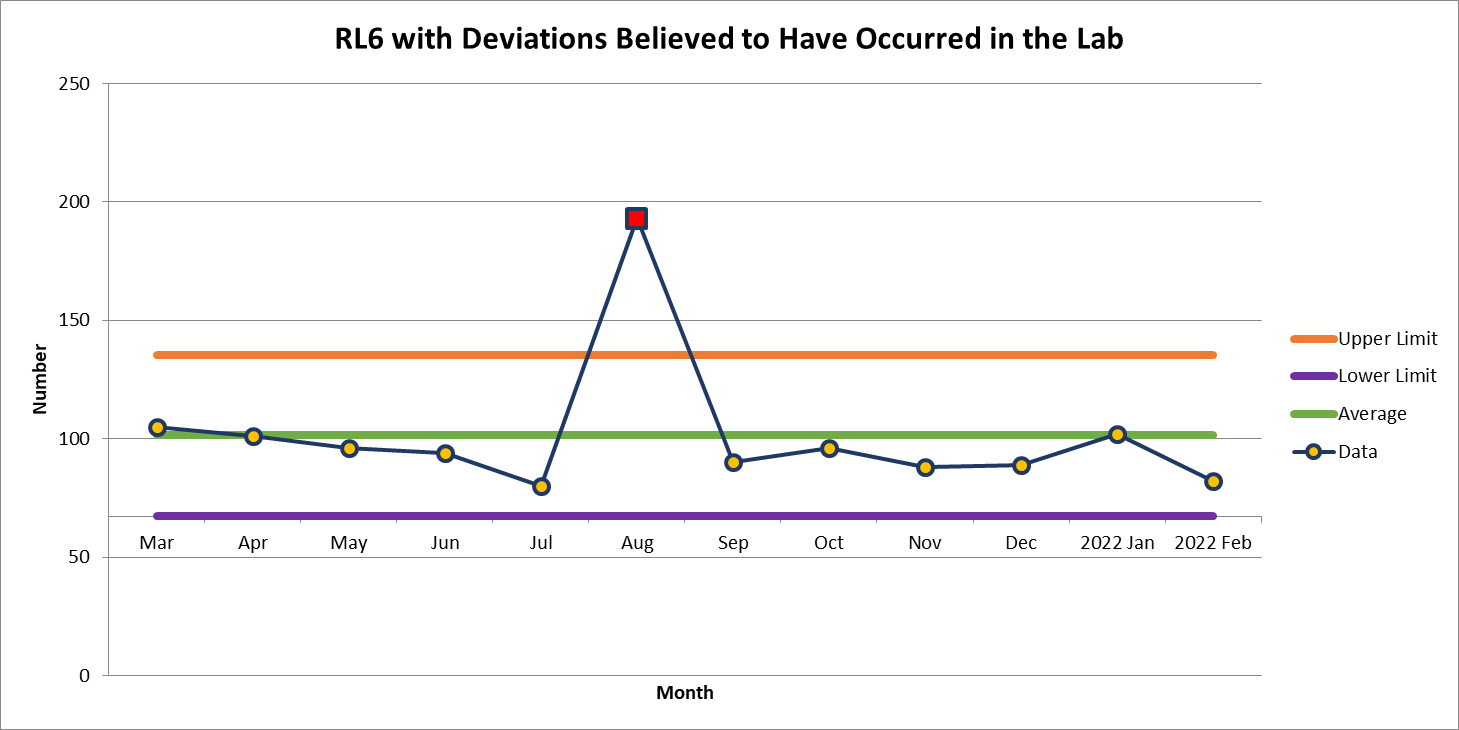 RL6 with Deviations Believed to Have Occurred in the Lab
250
200
150
100
50
0
Number
Mar Apr May Jun Jul Aug Sep Oct Nov Dec 2022 Jan 2022 Feb
Month
Upper Limit
Lower Limit
Average
Data